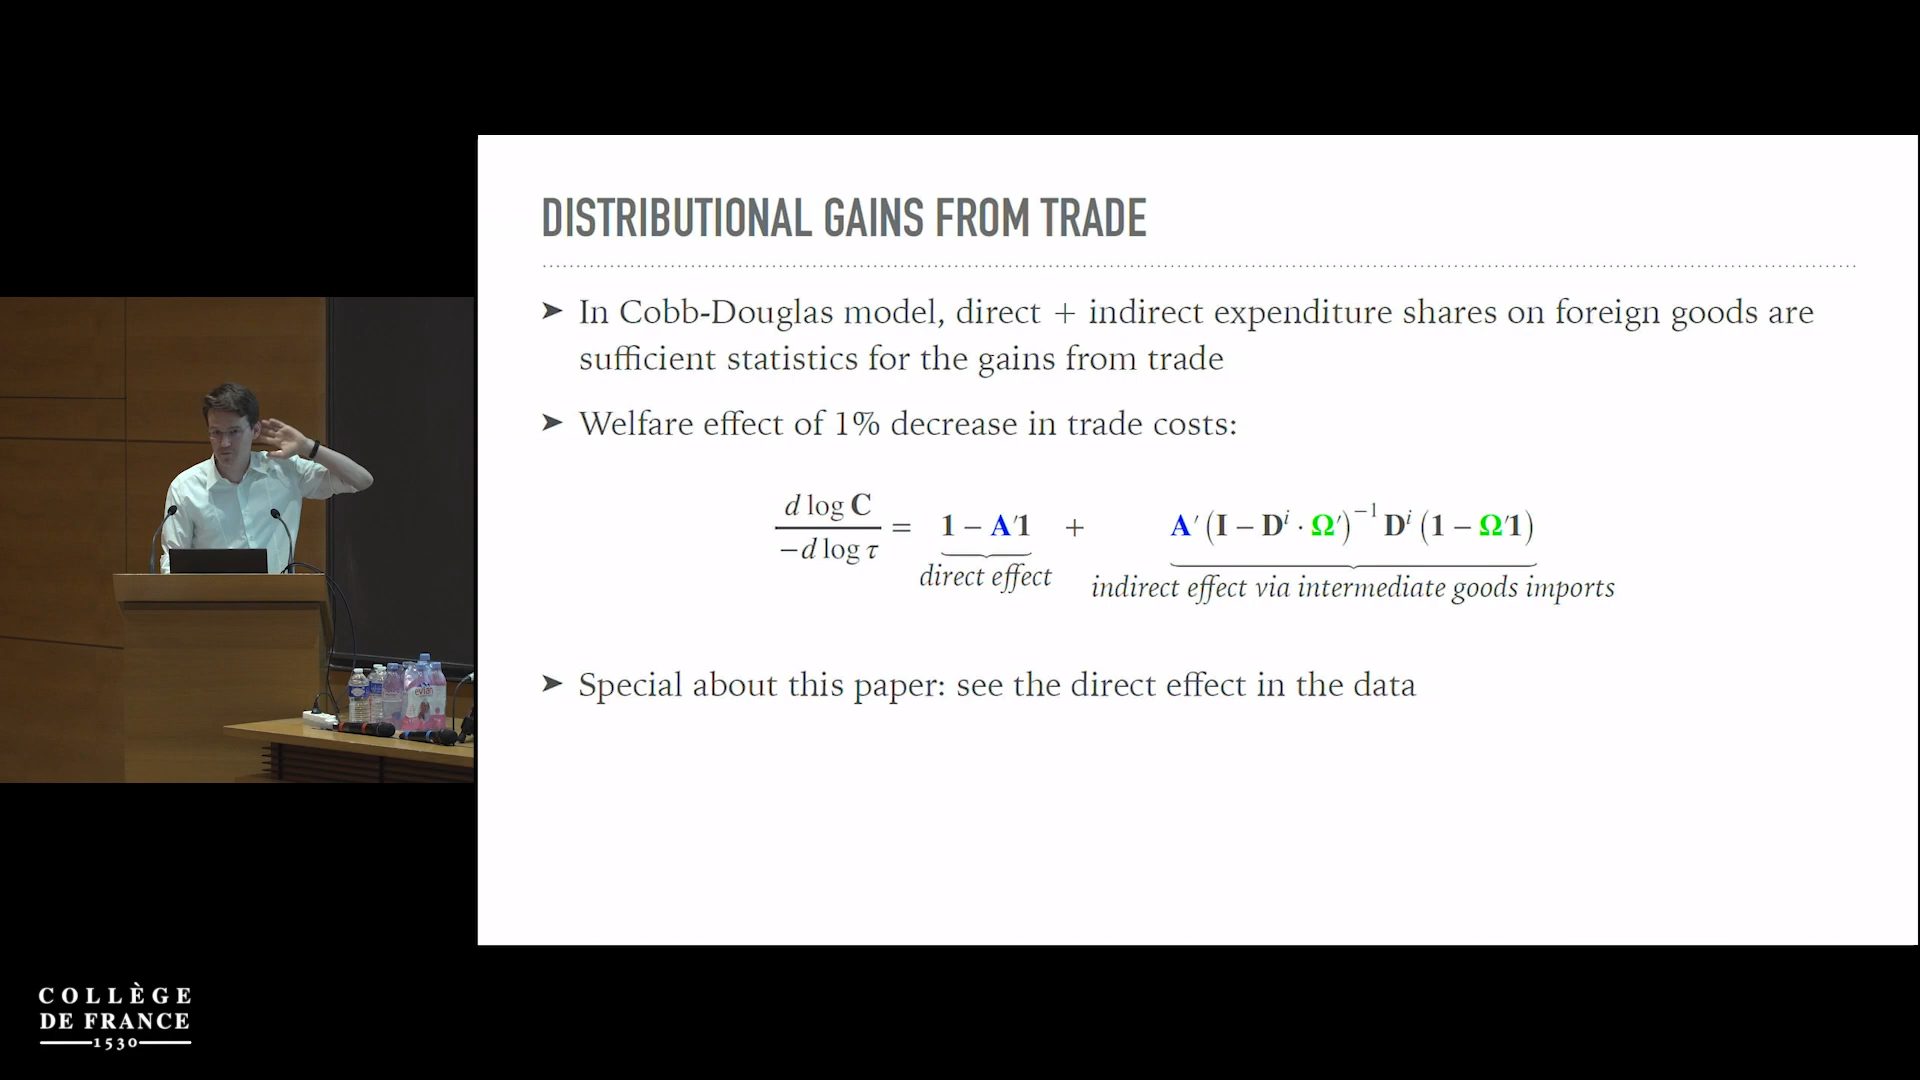 DISTRIBUTIONAL GAINS FROM TRADE
➤ In Cobb-Douglas model, direct + indirect expenditure shares on foreign goods are
sufficient statistics for the gains from trade
➤ Welfare effect of 1% decrease in trade costs:
d log C / −d log τ = 1 − A′1 + A′(I − Dⁱ · Ω′)⁻¹ Dⁱ (1 − Ω′1)
direct effect
indirect effect via intermediate goods imports
➤ Special about this paper: see the direct effect in the data
evian
COLLÈGE
DE FRANCE
1530